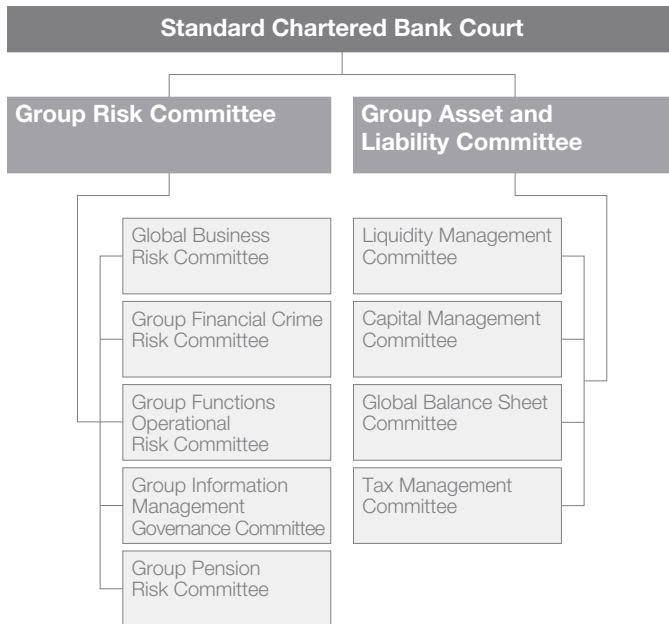 Standard Chartered Bank Court
Group Risk Committee
Group Asset and
Liability Committee
Global Business
Risk Committee
Group Financial Crime
Risk Committee
Group Functions
Operational
Risk Committee
Group Information
Management
Governance Committee
Group Pension
Risk Committee
Liquidity Management
Committee
Capital Management
Committee
Global Balance Sheet
Committee
Tax Management
Committee